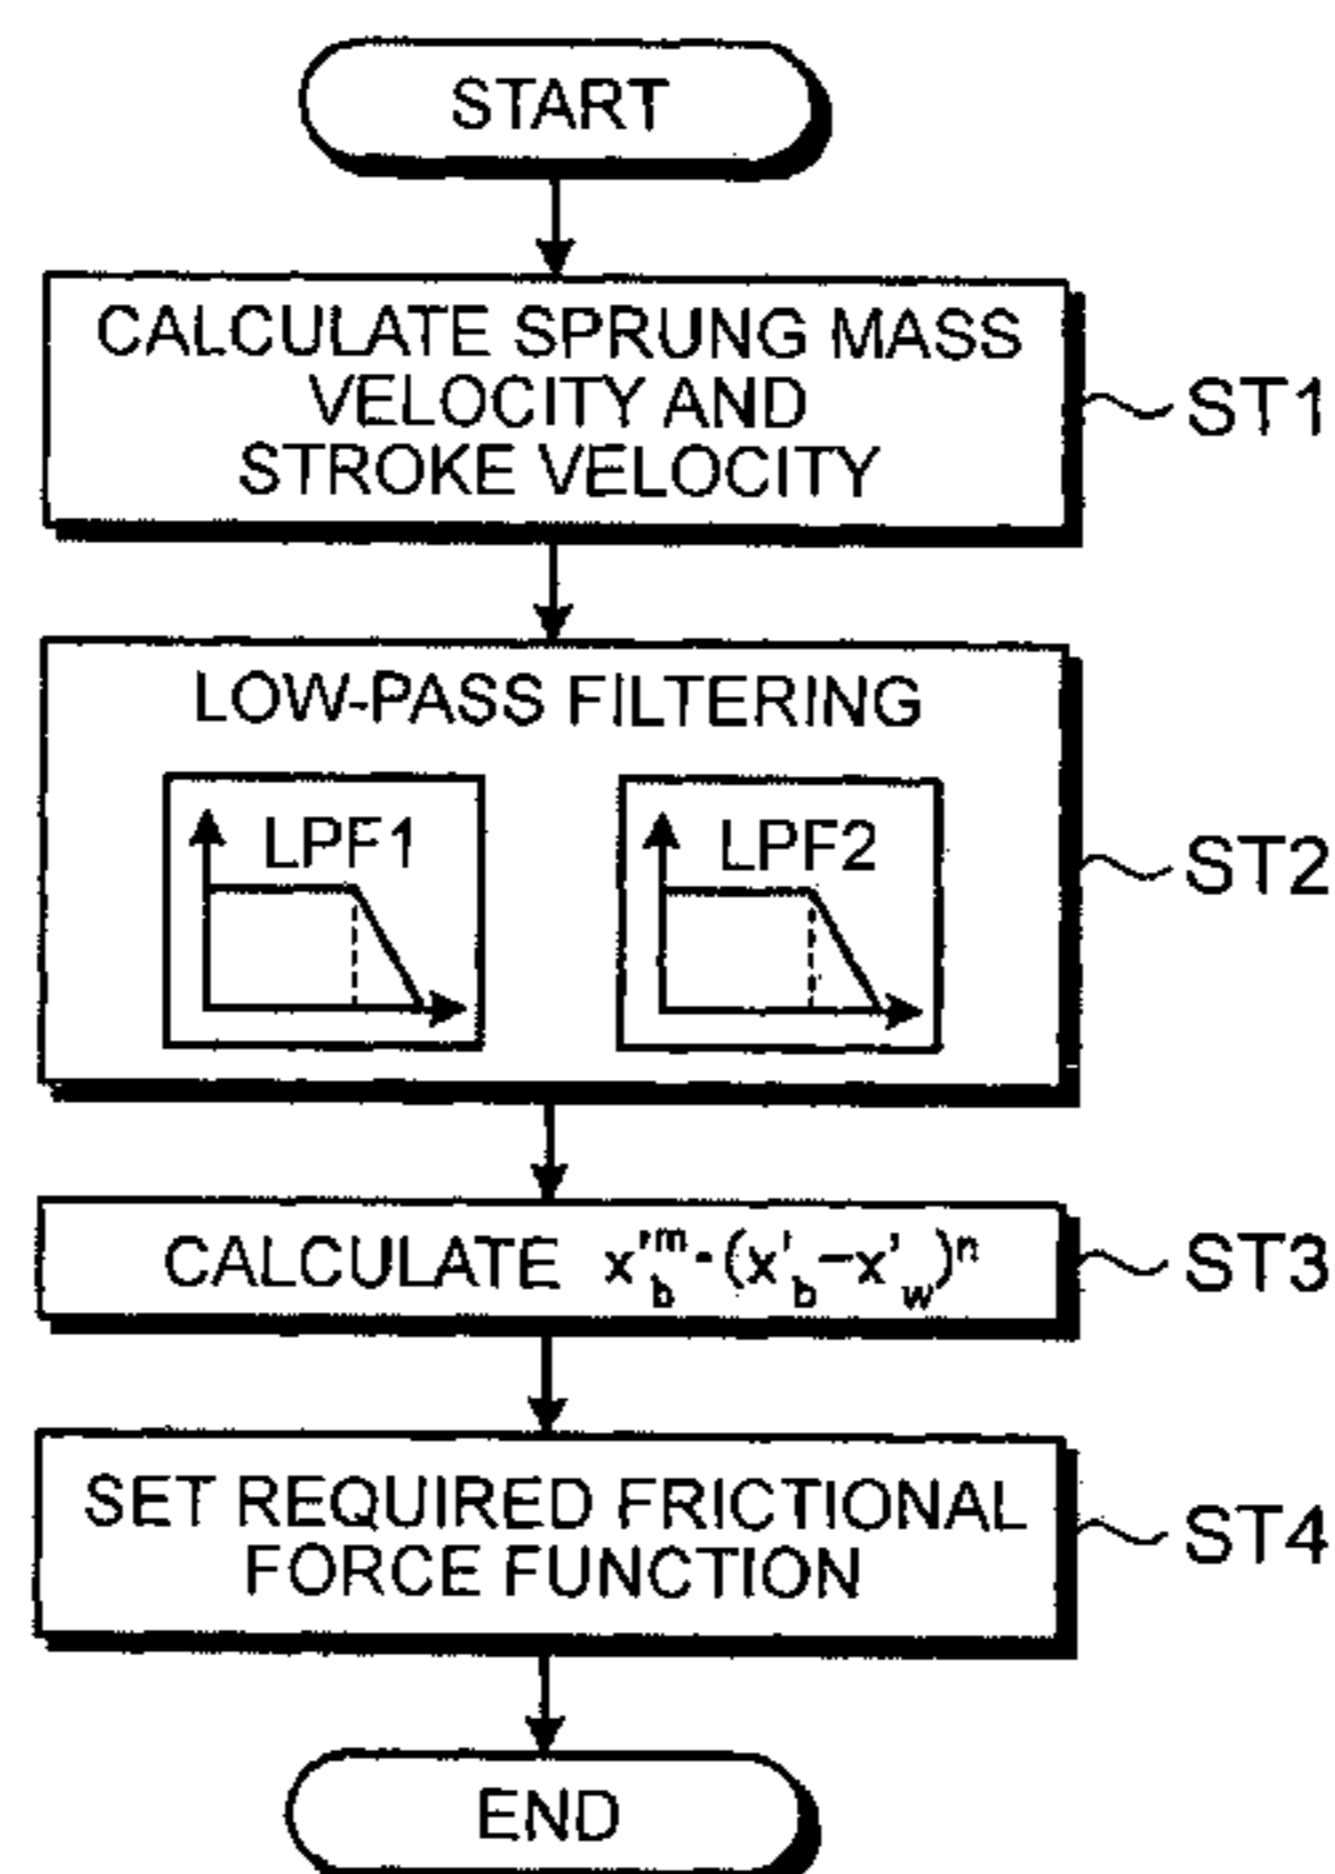 START
CALCULATE SPRUNG MASS
VELOCITY AND
STROKE VELOCITY
ST1
LOW-PASS FILTERING
LPF1
LPF2
ST2
CALCULATE x'_b^m·(x'_b−x'_w)^n
ST3
SET REQUIRED FRICTIONAL
FORCE FUNCTION
ST4
END